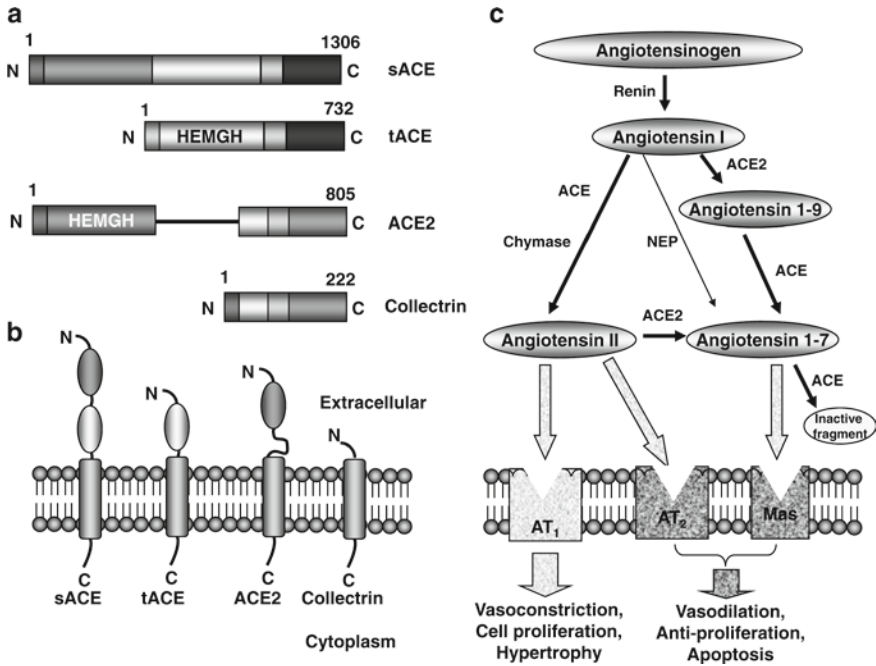 a
1 1306
N C sACE
1 732
N HEMGH C tACE
1 805
N HEMGH C ACE2
1 222
N C Collectrin
b
N
N
N
N
Extracellular
C
C
C
C
sACE tACE ACE2 Collectrin
Cytoplasm
c
Angiotensinogen
Renin
Angiotensin I
ACE2
ACE
Angiotensin 1-9
Chymase
NEP
ACE
ACE2
Angiotensin II
Angiotensin 1-7
ACE
Inactive
fragment
AT1
AT2
Mas
Vasoconstriction,
Cell proliferation,
Hypertrophy
Vasodilation,
Anti-proliferation,
Apoptosis